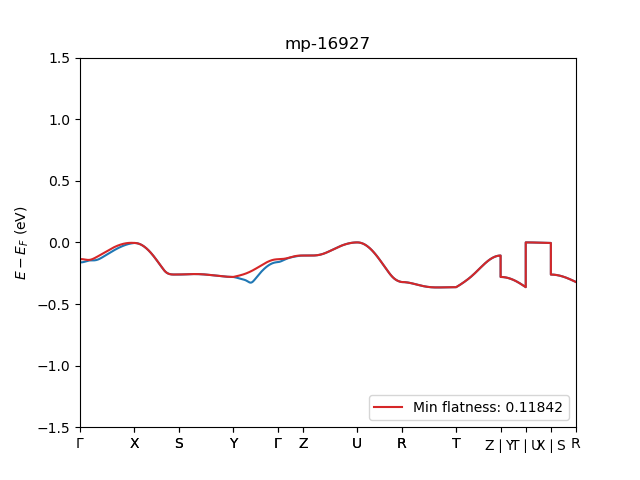 mp-16927
1.5
1.0
0.5
0.0
−0.5
−1.0
−1.5
E − E_F (eV)
Min flatness: 0.11842
Γ X S Y Γ Z U R T Z | Y T | U X | S R